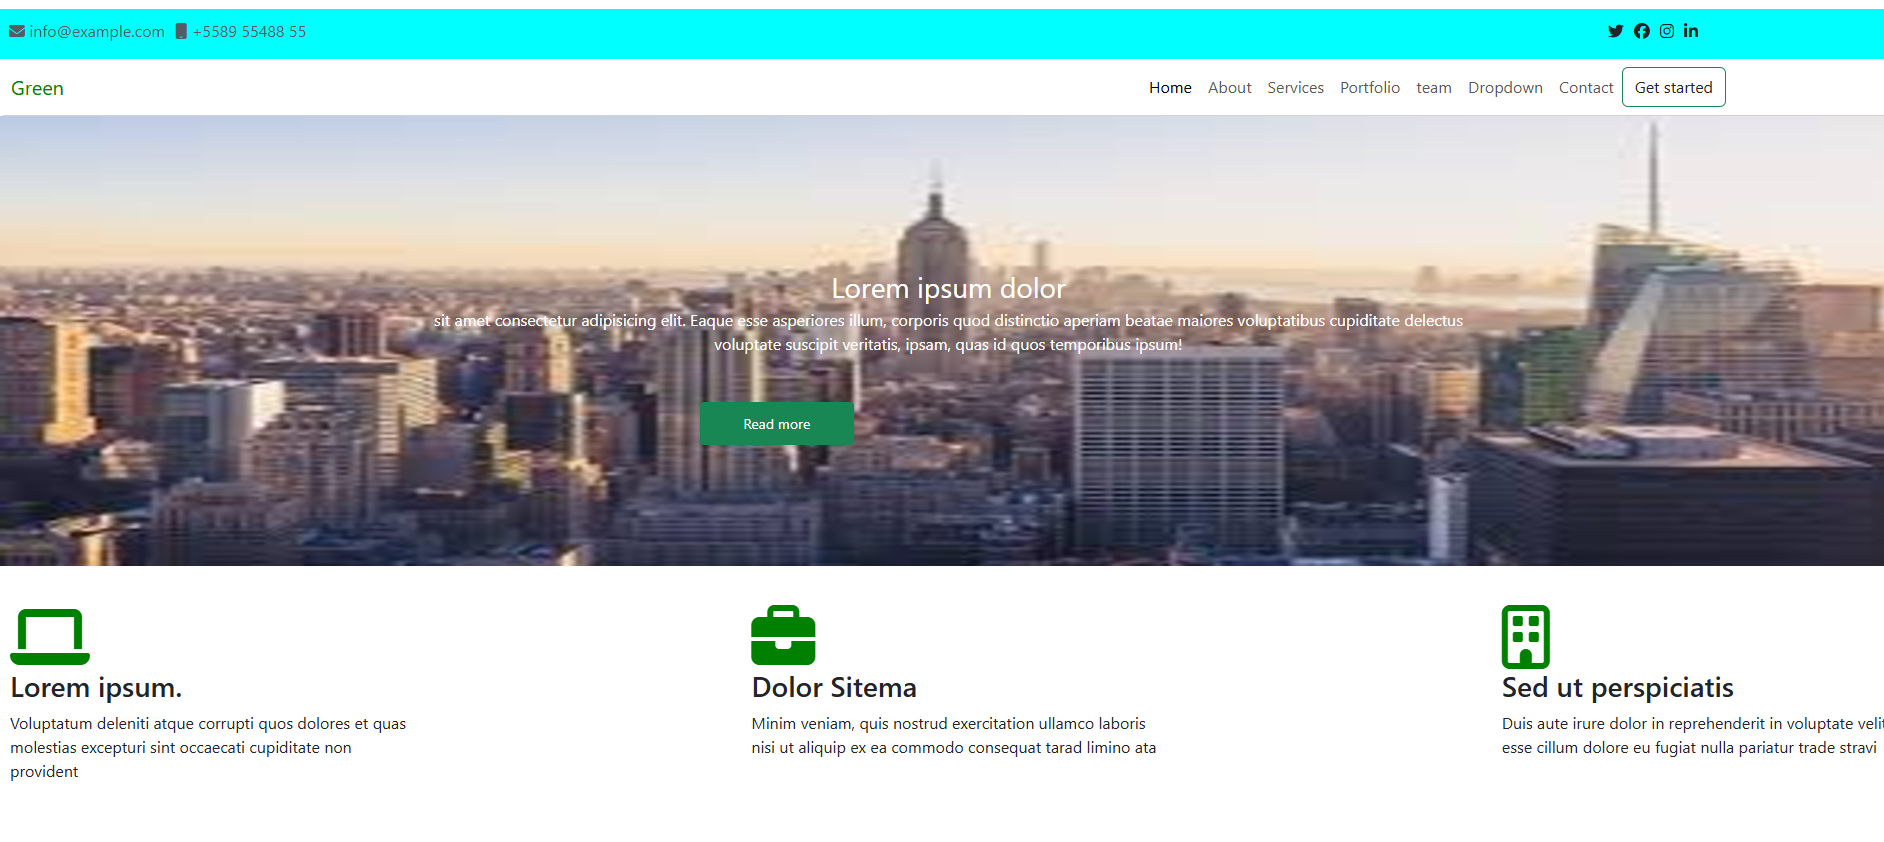 info@example.com +5589 55488 55
Green
Home About Services Portfolio team Dropdown Contact Get started
Lorem ipsum dolor
sit amet consectetur adipisicing elit. Eaque esse asperiores illum, corporis quod distinctio aperiam beatae maiores voluptatibus cupiditate delectus
voluptate suscipit veritatis, ipsam, quas id quos temporibus ipsum!
Read more
Lorem ipsum.
Voluptatum deleniti atque corrupti quos dolores et quas
molestias excepturi sint occaecati cupiditate non
provident
Dolor Sitema
Minim veniam, quis nostrud exercitation ullamco laboris
nisi ut aliquip ex ea commodo consequat tarad limino ata
Sed ut perspiciatis
Duis aute irure dolor in reprehenderit in voluptate velit
esse cillum dolore eu fugiat nulla pariatur trade stravi